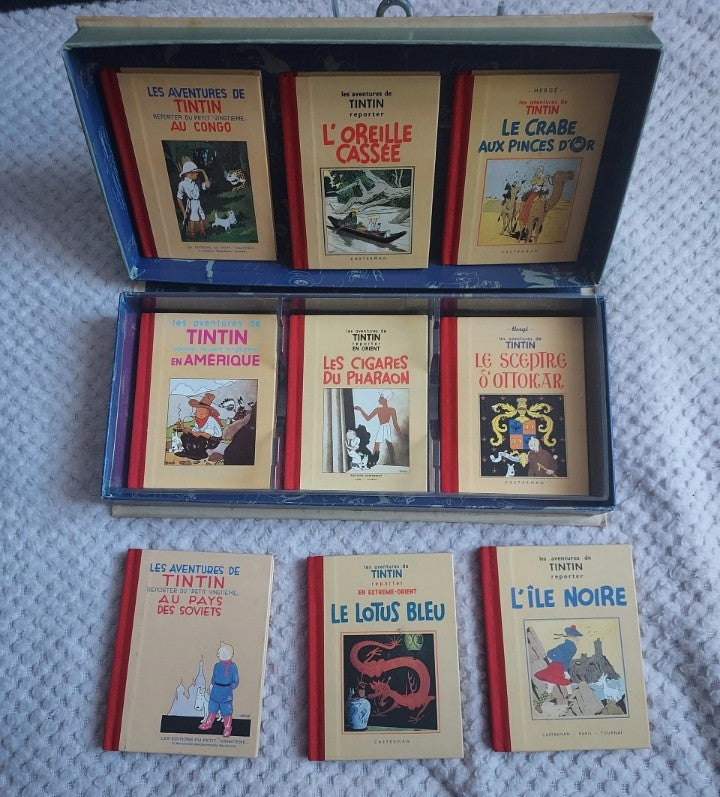 LES AVENTURES DE
TINTIN
REPORTER DU PETIT "VINGTIEME"
AU CONGO
les aventures de
TINTIN
reporter
L'OREILLE
CASSÉE
CASTERMAN
- HERGÉ -
les aventures de
TINTIN
LE CRABE
AUX PINCES D'OR
CASTERMAN
les aventures de
TINTIN
EN AMÉRIQUE
les aventures de
TINTIN
reporter
EN ORIENT
LES CIGARES
DU PHARAON
- Hergé -
les aventures de
TINTIN
LE SCEPTRE
D'OTTOKAR
CASTERMAN
LES AVENTURES DE
TINTIN
REPORTER DU PETIT "VINGTIEME"
AU PAYS
DES SOVIETS
LES EDITIONS DU PETIT "VINGTIEME"
les aventures de
TINTIN
reporter
EN EXTREME-ORIENT
LE LOTUS BLEU
CASTERMAN
les aventures de
TINTIN
reporter
L'ÎLE NOIRE
CASTERMAN - PARIS - TOURNAI